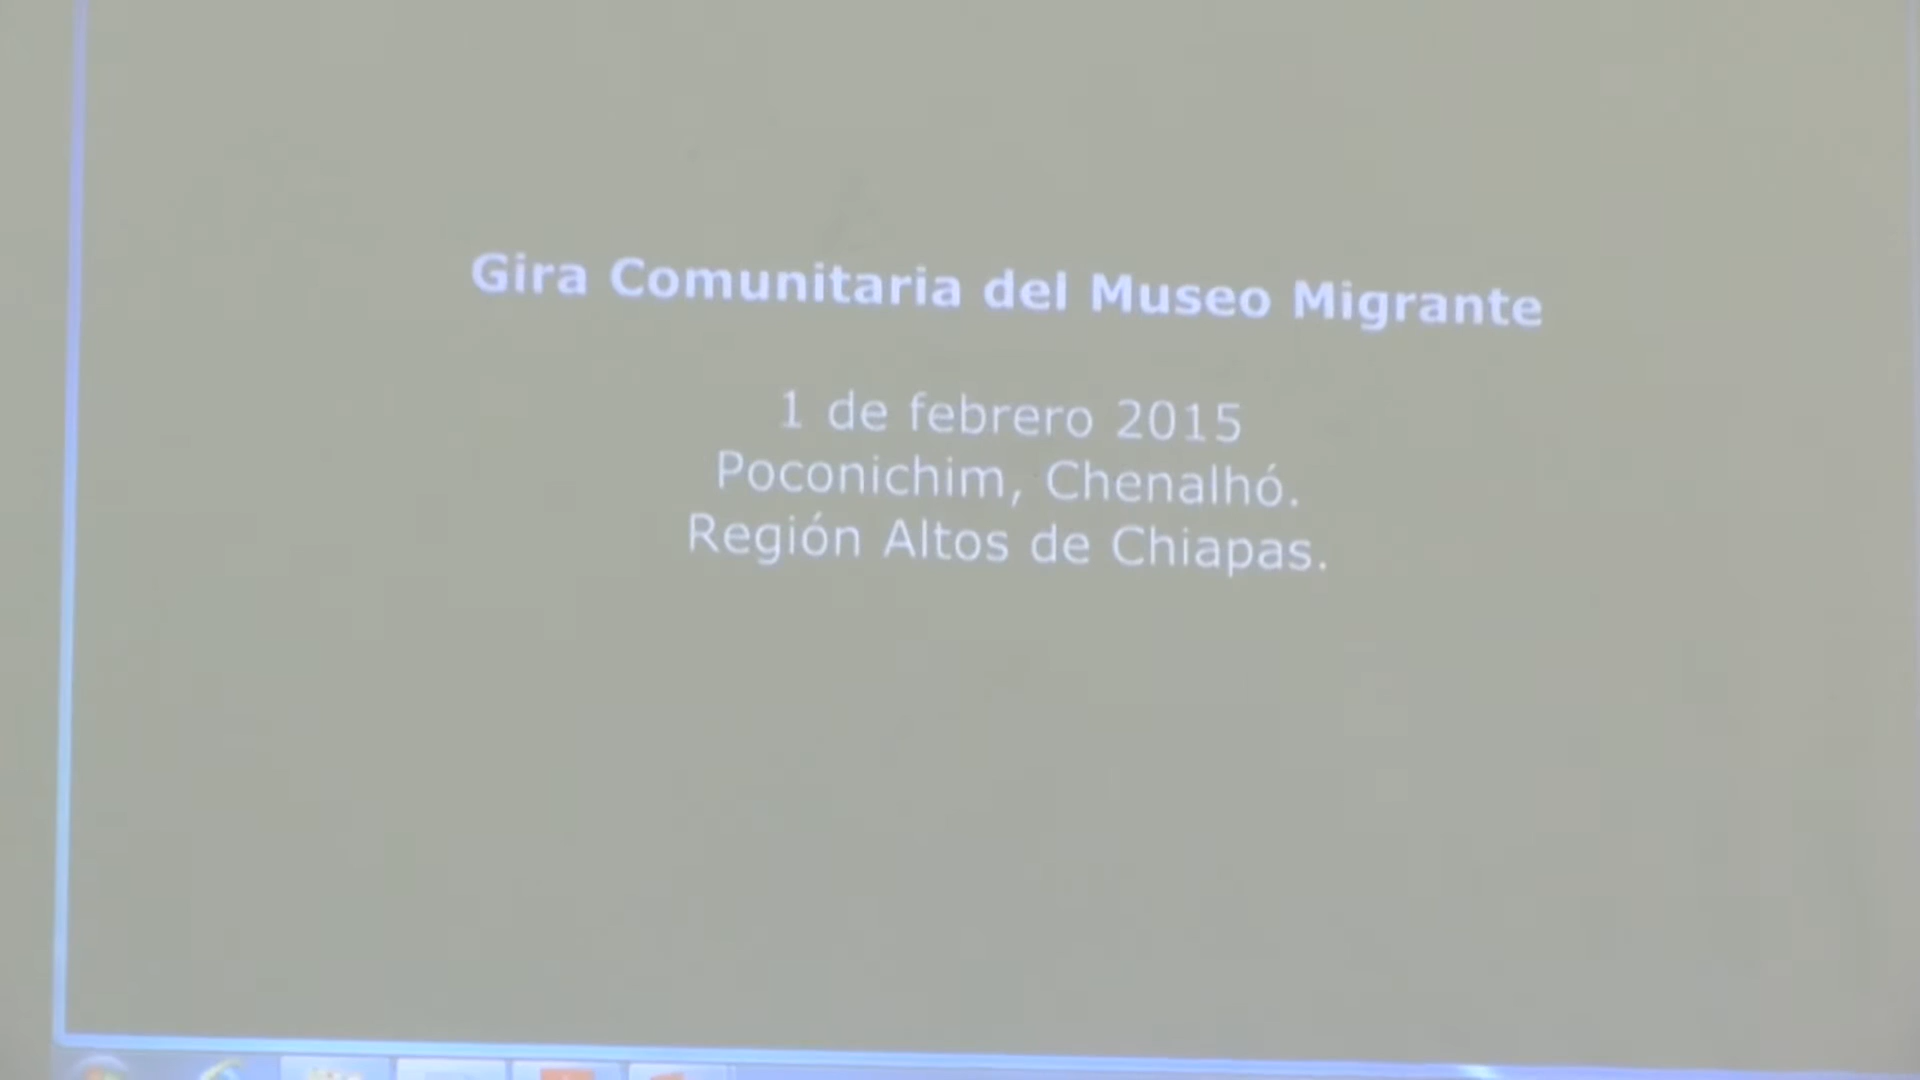 Gira Comunitaria del Museo Migrante
1 de febrero 2015
Poconichim, Chenalhó.
Región Altos de Chiapas.